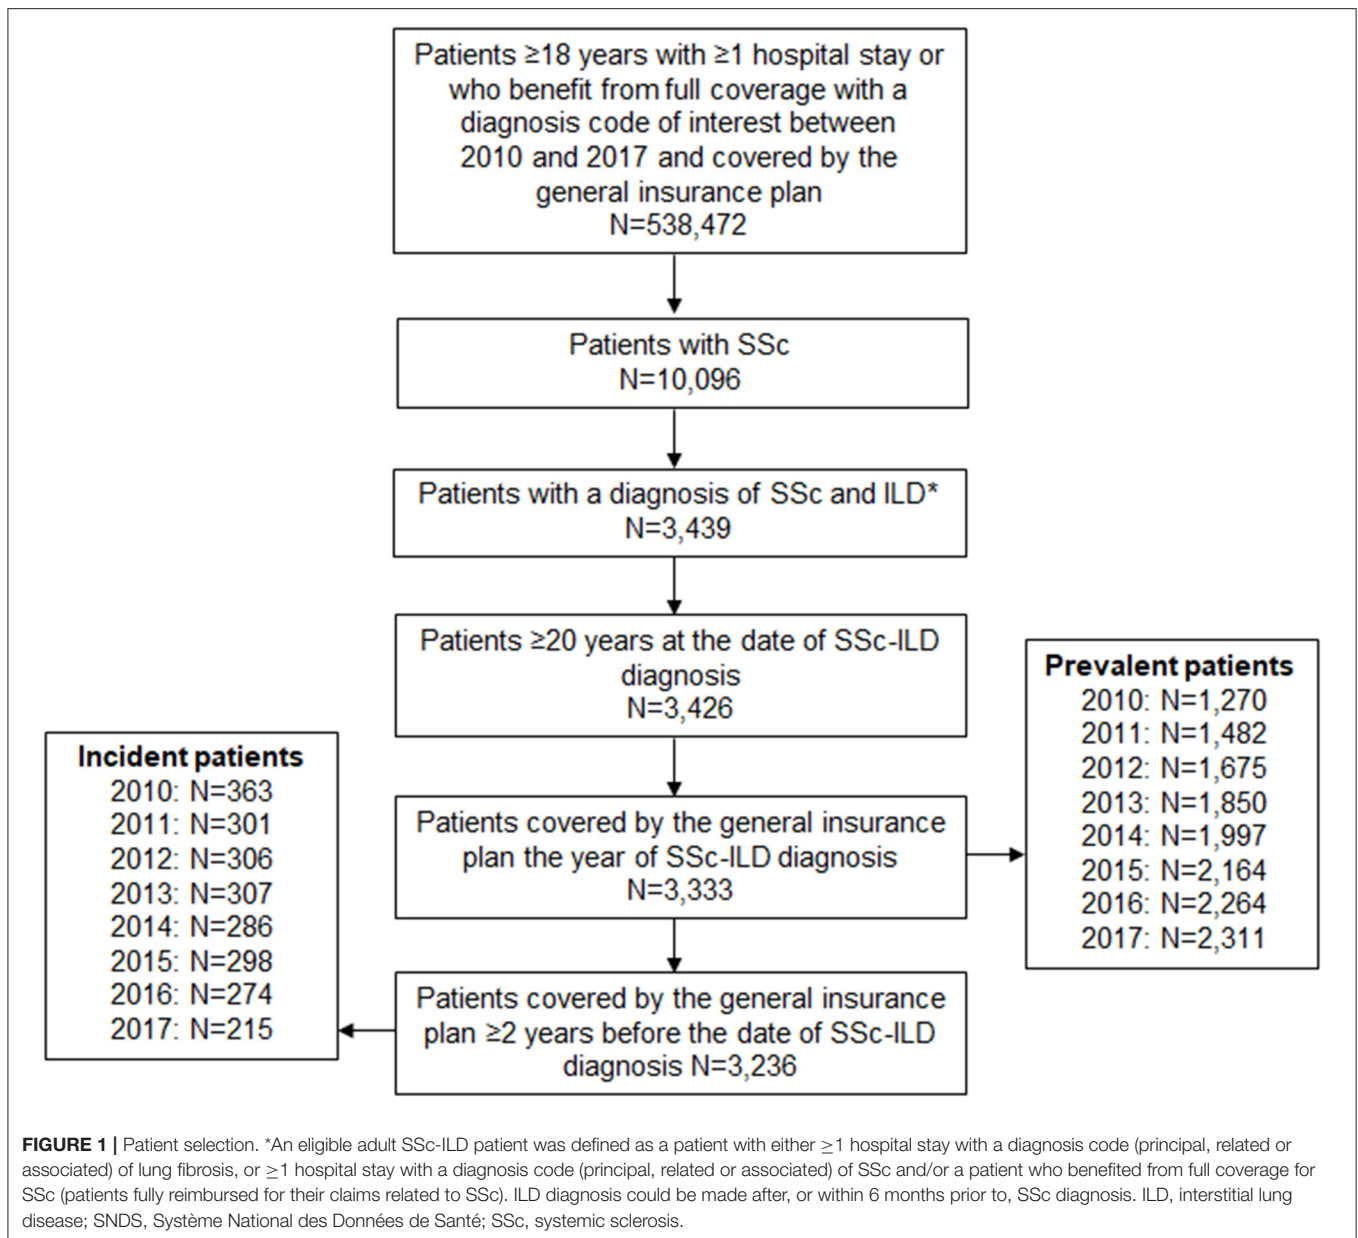 Patients ≥18 years with ≥1 hospital stay or
who benefit from full coverage with a
diagnosis code of interest between
2010 and 2017 and covered by the
general insurance plan
N=538,472
Patients with SSc
N=10,096
Patients with a diagnosis of SSc and ILD*
N=3,439
Patients ≥20 years at the date of SSc-ILD
diagnosis
N=3,426
Patients covered by the general insurance
plan the year of SSc-ILD diagnosis
N=3,333
Prevalent patients
2010: N=1,270
2011: N=1,482
2012: N=1,675
2013: N=1,850
2014: N=1,997
2015: N=2,164
2016: N=2,264
2017: N=2,311
Patients covered by the general insurance
plan ≥2 years before the date of SSc-ILD
diagnosis N=3,236
Incident patients
2010: N=363
2011: N=301
2012: N=306
2013: N=307
2014: N=286
2015: N=298
2016: N=274
2017: N=215
FIGURE 1 | Patient selection. *An eligible adult SSc-ILD patient was defined as a patient with either ≥1 hospital stay with a diagnosis code (principal, related or
associated) of lung fibrosis, or ≥1 hospital stay with a diagnosis code (principal, related or associated) of SSc and/or a patient who benefited from full coverage for
SSc (patients fully reimbursed for their claims related to SSc). ILD diagnosis could be made after, or within 6 months prior to, SSc diagnosis. ILD, interstitial lung
disease; SNDS, Système National des Données de Santé; SSc, systemic sclerosis.